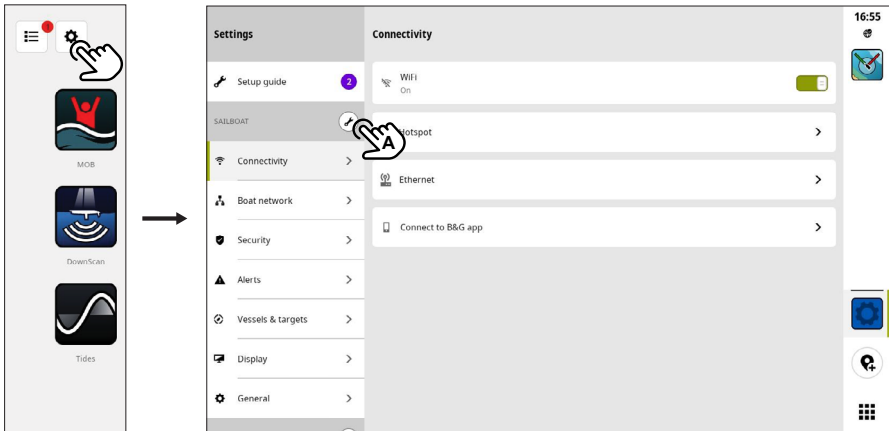 1
MOB
DownScan
Tides
Settings
Setup guide
2
SAILBOAT
A
Connectivity
Boat network
Security
Alerts
Vessels & targets
Display
General
Connectivity
WiFi
On
Hotspot
Ethernet
Connect to B&G app
16:55